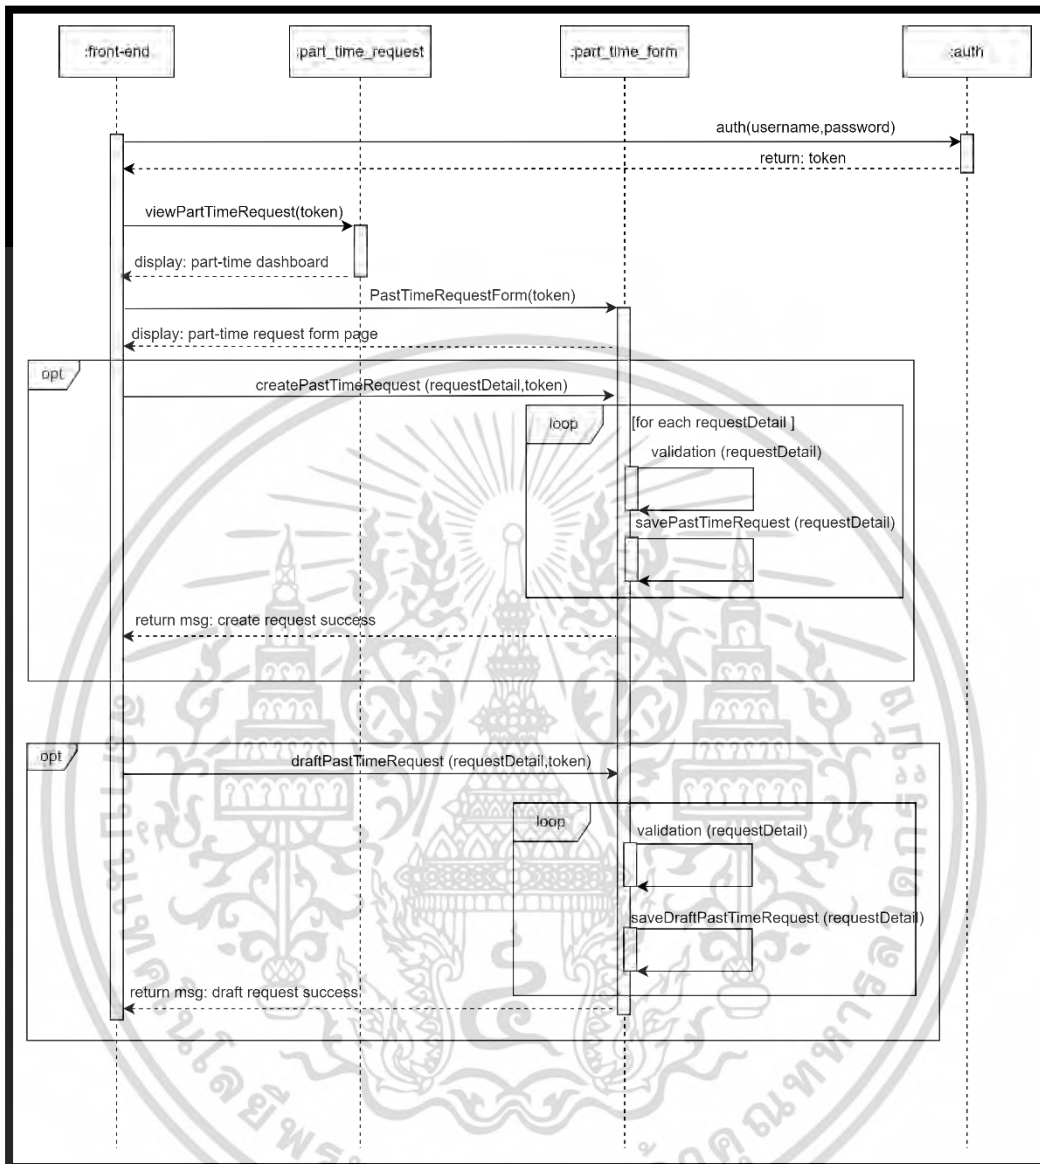 :front-end
:part_time_request
:part_time_form
:auth
auth(username,password)
return: token
viewPartTimeRequest(token)
display: part-time dashboard
PastTimeRequestForm(token)
display: part-time request form page
opt
createPastTimeRequest (requestDetail,token)
loop
[for each requestDetail ]
validation (requestDetail)
savePastTimeRequest (requestDetail)
return msg: create request success
opt
draftPastTimeRequest (requestDetail,token)
loop
validation (requestDetail)
saveDraftPastTimeRequest (requestDetail)
return msg: draft request success